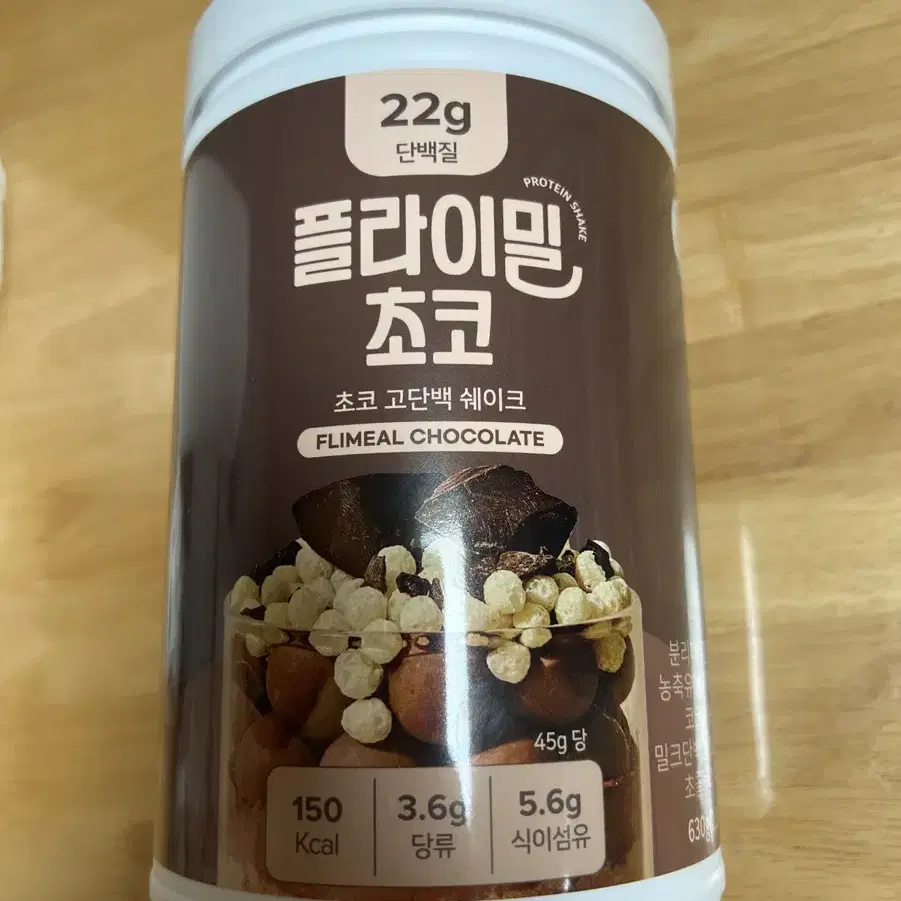 22g
단백질
PROTEIN SHAKE
플라이밀
초코
초코 고단백 쉐이크
FLIMEAL CHOCOLATE
45g 당
150 Kcal
3.6g 당류
5.6g 식이섬유